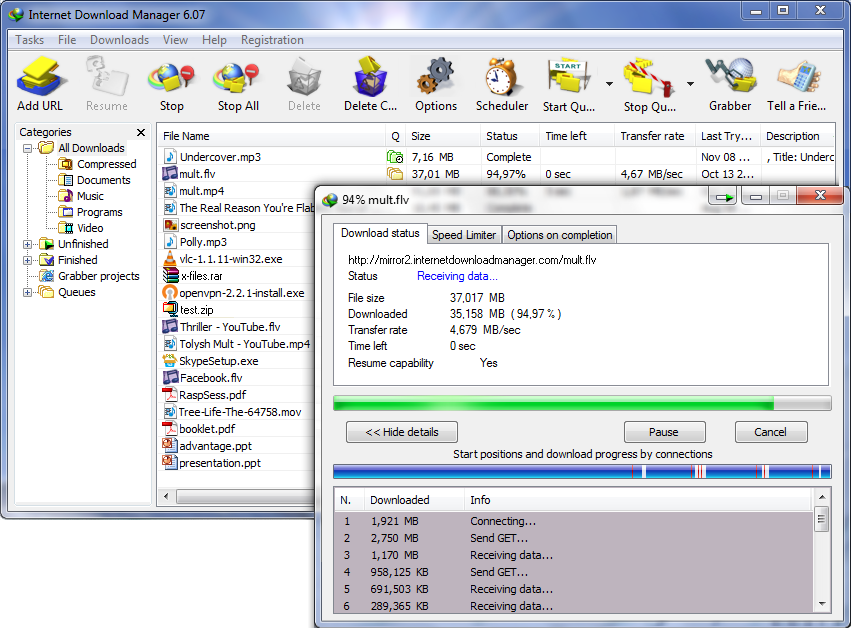 Internet Download Manager 6.07
Tasks File Downloads View Help Registration
Add URL Resume Stop Stop All Delete Delete C... Options Scheduler START Start Qu... Stop Qu... Grabber Tell a Frie...
Categories
All Downloads
Compressed
Documents
Music
Programs
Video
Unfinished
Finished
Grabber projects
Queues
File Name Q Size Status Time left Transfer rate Last Try... Description
Undercover.mp3 7,16 MB Complete Nov 08 ... , Title: Underc
mult.flv 37,01 MB 94,97% 0 sec 4,67 MB/sec Oct 13 2...
mult.mp4
The Real Reason You're Flab
screenshot.png
Polly.mp3
vlc-1.1.11-win32.exe
x-files.rar
openvpn-2.2.1-install.exe
test.zip
Thriller - YouTube.flv
Tolysh Mult - YouTube.mp4
SkypeSetup.exe
Facebook.flv
RaspSess.pdf
Tree-Life-The-64758.mov
booklet.pdf
advantage.ppt
presentation.ppt
94% mult.flv
Download status Speed Limiter Options on completion
http://mirror2.internetdownloadmanager.com/mult.flv
Status Receiving data...
File size 37,017 MB
Downloaded 35,158 MB ( 94,97 % )
Transfer rate 4,679 MB/sec
Time left 0 sec
Resume capability Yes
<< Hide details Pause Cancel
Start positions and download progress by connections
N. Downloaded Info
1 1,921 MB Connecting...
2 2,750 MB Send GET...
3 1,170 MB Receiving data...
4 958,125 KB Send GET...
5 691,503 KB Receiving data...
6 289,365 KB Receiving data...